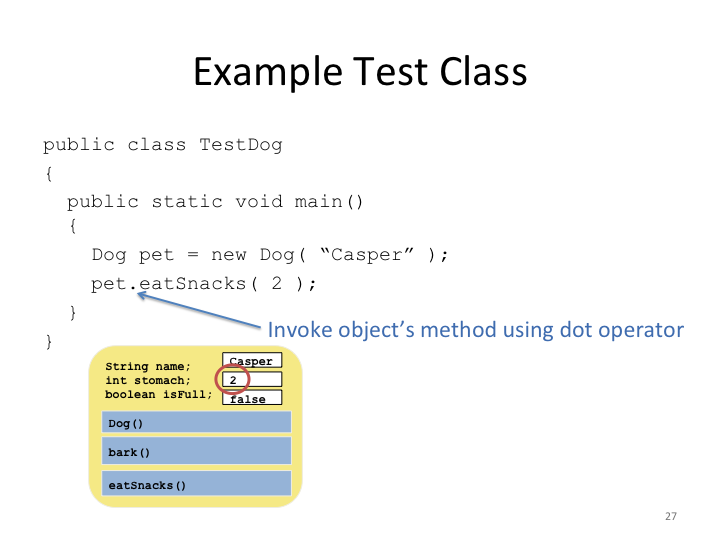 Example Test Class
public class TestDog
{
public static void main()
{
Dog pet = new Dog( “Casper” );
pet.eatSnacks( 2 );
}
}
Invoke object’s method using dot operator
String name; Casper
int stomach; 2
boolean isFull; false
Dog()
bark()
eatSnacks()
27